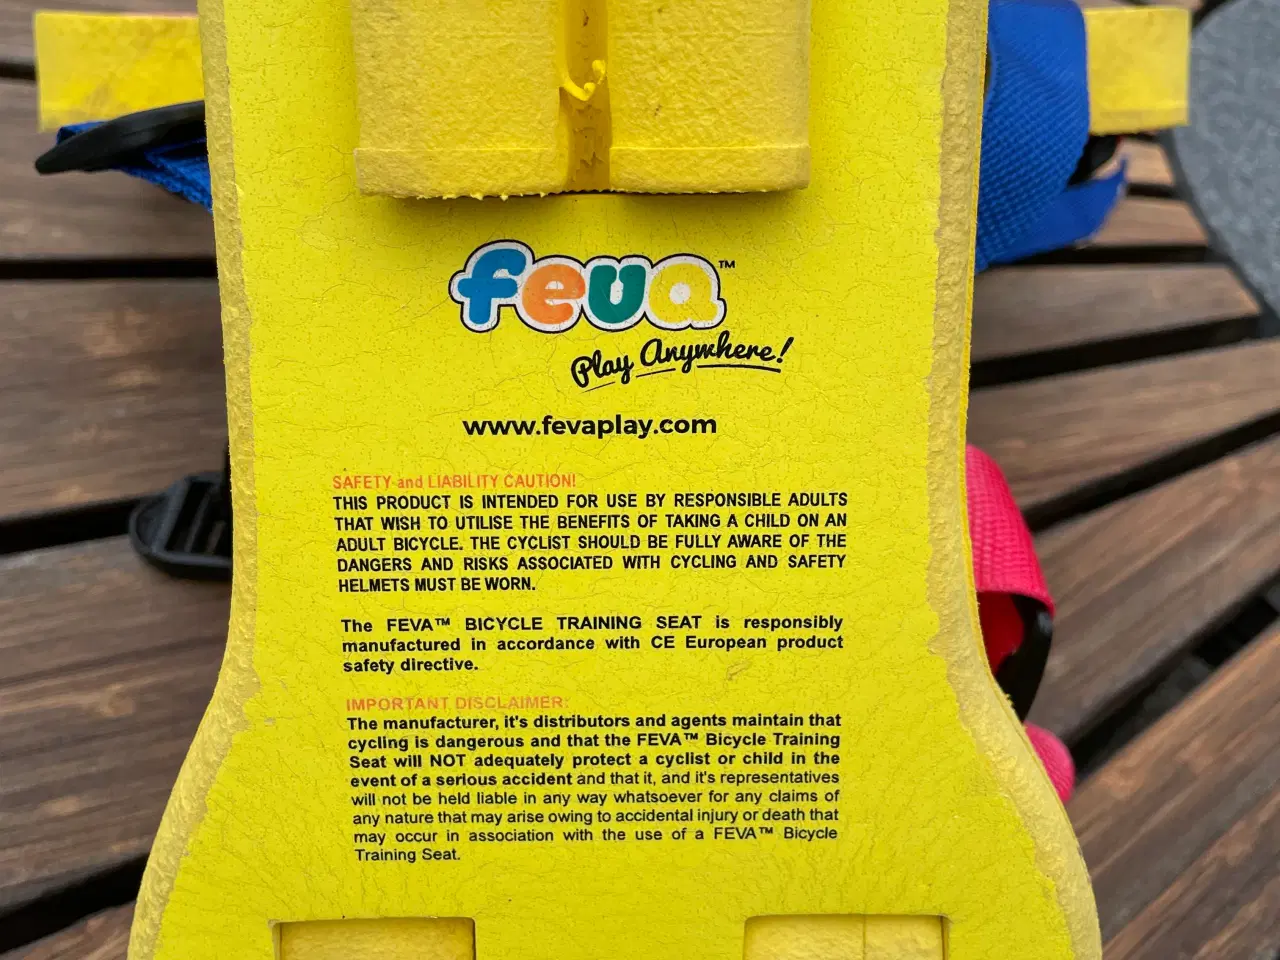 feva™
Play Anywhere!
www.fevaplay.com
SAFETY and LIABILITY CAUTION!
THIS PRODUCT IS INTENDED FOR USE BY RESPONSIBLE ADULTS
THAT WISH TO UTILISE THE BENEFITS OF TAKING A CHILD ON AN
ADULT BICYCLE. THE CYCLIST SHOULD BE FULLY AWARE OF THE
DANGERS AND RISKS ASSOCIATED WITH CYCLING AND SAFETY
HELMETS MUST BE WORN.
The FEVA™ BICYCLE TRAINING SEAT is responsibly
manufactured in accordance with CE European product
safety directive.
IMPORTANT DISCLAIMER:
The manufacturer, it's distributors and agents maintain that
cycling is dangerous and that the FEVA™ Bicycle Training
Seat will NOT adequately protect a cyclist or child in the
event of a serious accident and that it, and it's representatives
will not be held liable in any way whatsoever for any claims of
any nature that may arise owing to accidental injury or death that
may occur in association with the use of a FEVA™ Bicycle
Training Seat.